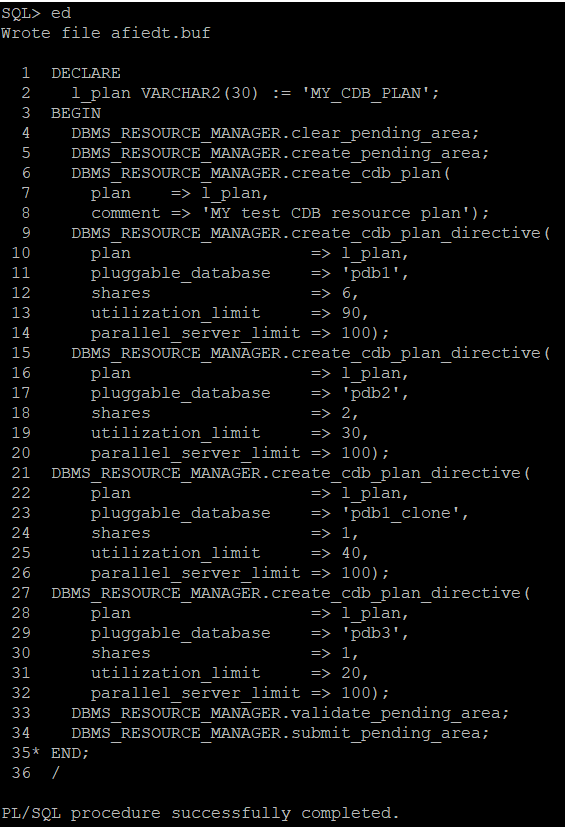 SQL> ed
Wrote file afiedt.buf

  1  DECLARE
  2    l_plan VARCHAR2(30) := 'MY_CDB_PLAN';
  3  BEGIN
  4    DBMS_RESOURCE_MANAGER.clear_pending_area;
  5    DBMS_RESOURCE_MANAGER.create_pending_area;
  6    DBMS_RESOURCE_MANAGER.create_cdb_plan(
  7      plan    => l_plan,
  8      comment => 'MY test CDB resource plan');
  9    DBMS_RESOURCE_MANAGER.create_cdb_plan_directive(
 10      plan                  => l_plan,
 11      pluggable_database    => 'pdb1',
 12      shares                => 6,
 13      utilization_limit     => 90,
 14      parallel_server_limit => 100);
 15    DBMS_RESOURCE_MANAGER.create_cdb_plan_directive(
 16      plan                  => l_plan,
 17      pluggable_database    => 'pdb2',
 18      shares                => 2,
 19      utilization_limit     => 30,
 20      parallel_server_limit => 100);
 21  DBMS_RESOURCE_MANAGER.create_cdb_plan_directive(
 22      plan                  => l_plan,
 23      pluggable_database    => 'pdb1_clone',
 24      shares                => 1,
 25      utilization_limit     => 40,
 26      parallel_server_limit => 100);
 27  DBMS_RESOURCE_MANAGER.create_cdb_plan_directive(
 28      plan                  => l_plan,
 29      pluggable_database    => 'pdb3',
 30      shares                => 1,
 31      utilization_limit     => 20,
 32      parallel_server_limit => 100);
 33    DBMS_RESOURCE_MANAGER.validate_pending_area;
 34    DBMS_RESOURCE_MANAGER.submit_pending_area;
 35* END;
 36  /

PL/SQL procedure successfully completed.